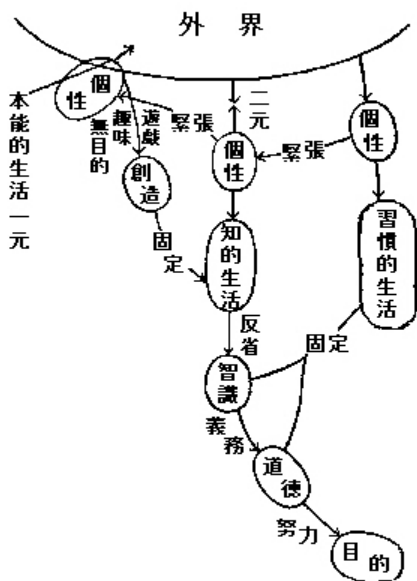 外界
個性
本能的生活一元
遊戯
趣味
無目的
創造
固定
緊張
二元
個性
知的生活
反省
智識
義務
道徳
努力
目的
緊張
個性
習慣的生活
固定